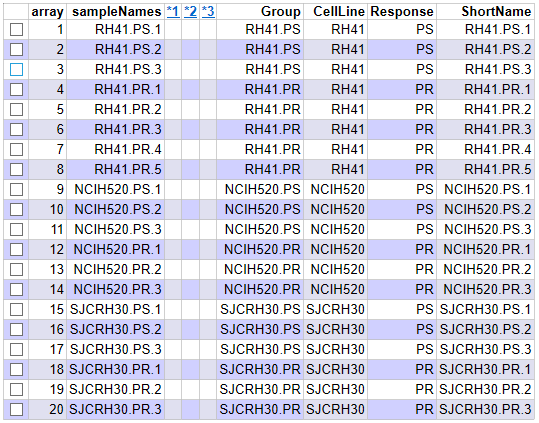 array sampleNames *1 *2 *3 Group CellLine Response ShortName
1 RH41.PS.1 RH41.PS RH41 PS RH41.PS.1
2 RH41.PS.2 RH41.PS RH41 PS RH41.PS.2
3 RH41.PS.3 RH41.PS RH41 PS RH41.PS.3
4 RH41.PR.1 RH41.PR RH41 PR RH41.PR.1
5 RH41.PR.2 RH41.PR RH41 PR RH41.PR.2
6 RH41.PR.3 RH41.PR RH41 PR RH41.PR.3
7 RH41.PR.4 RH41.PR RH41 PR RH41.PR.4
8 RH41.PR.5 RH41.PR RH41 PR RH41.PR.5
9 NCIH520.PS.1 NCIH520.PS NCIH520 PS NCIH520.PS.1
10 NCIH520.PS.2 NCIH520.PS NCIH520 PS NCIH520.PS.2
11 NCIH520.PS.3 NCIH520.PS NCIH520 PS NCIH520.PS.3
12 NCIH520.PR.1 NCIH520.PR NCIH520 PR NCIH520.PR.1
13 NCIH520.PR.2 NCIH520.PR NCIH520 PR NCIH520.PR.2
14 NCIH520.PR.3 NCIH520.PR NCIH520 PR NCIH520.PR.3
15 SJCRH30.PS.1 SJCRH30.PS SJCRH30 PS SJCRH30.PS.1
16 SJCRH30.PS.2 SJCRH30.PS SJCRH30 PS SJCRH30.PS.2
17 SJCRH30.PS.3 SJCRH30.PS SJCRH30 PS SJCRH30.PS.3
18 SJCRH30.PR.1 SJCRH30.PR SJCRH30 PR SJCRH30.PR.1
19 SJCRH30.PR.2 SJCRH30.PR SJCRH30 PR SJCRH30.PR.2
20 SJCRH30.PR.3 SJCRH30.PR SJCRH30 PR SJCRH30.PR.3